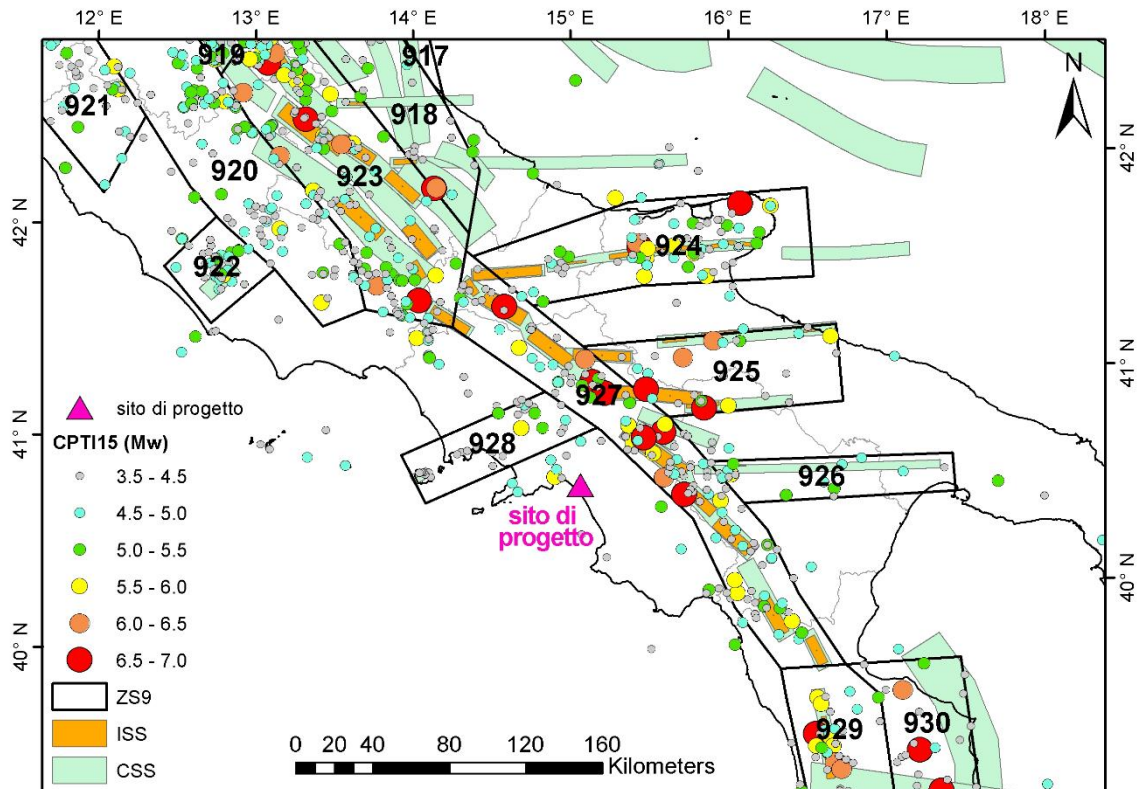 12° E 13° E 14° E 15° E 16° E 17° E 18° E
919 917
N
921 918
42° N
920 923
42° N
922 924
41° N
925
927
sito di progetto
CPTI15 (Mw)
928
41° N
3.5 - 4.5
926
4.5 - 5.0
sito di
progetto
5.0 - 5.5
5.5 - 6.0
40° N
6.0 - 6.5
40° N
6.5 - 7.0
ZS9
929 930
ISS
CSS
0 20 40 80 120 160
Kilometers